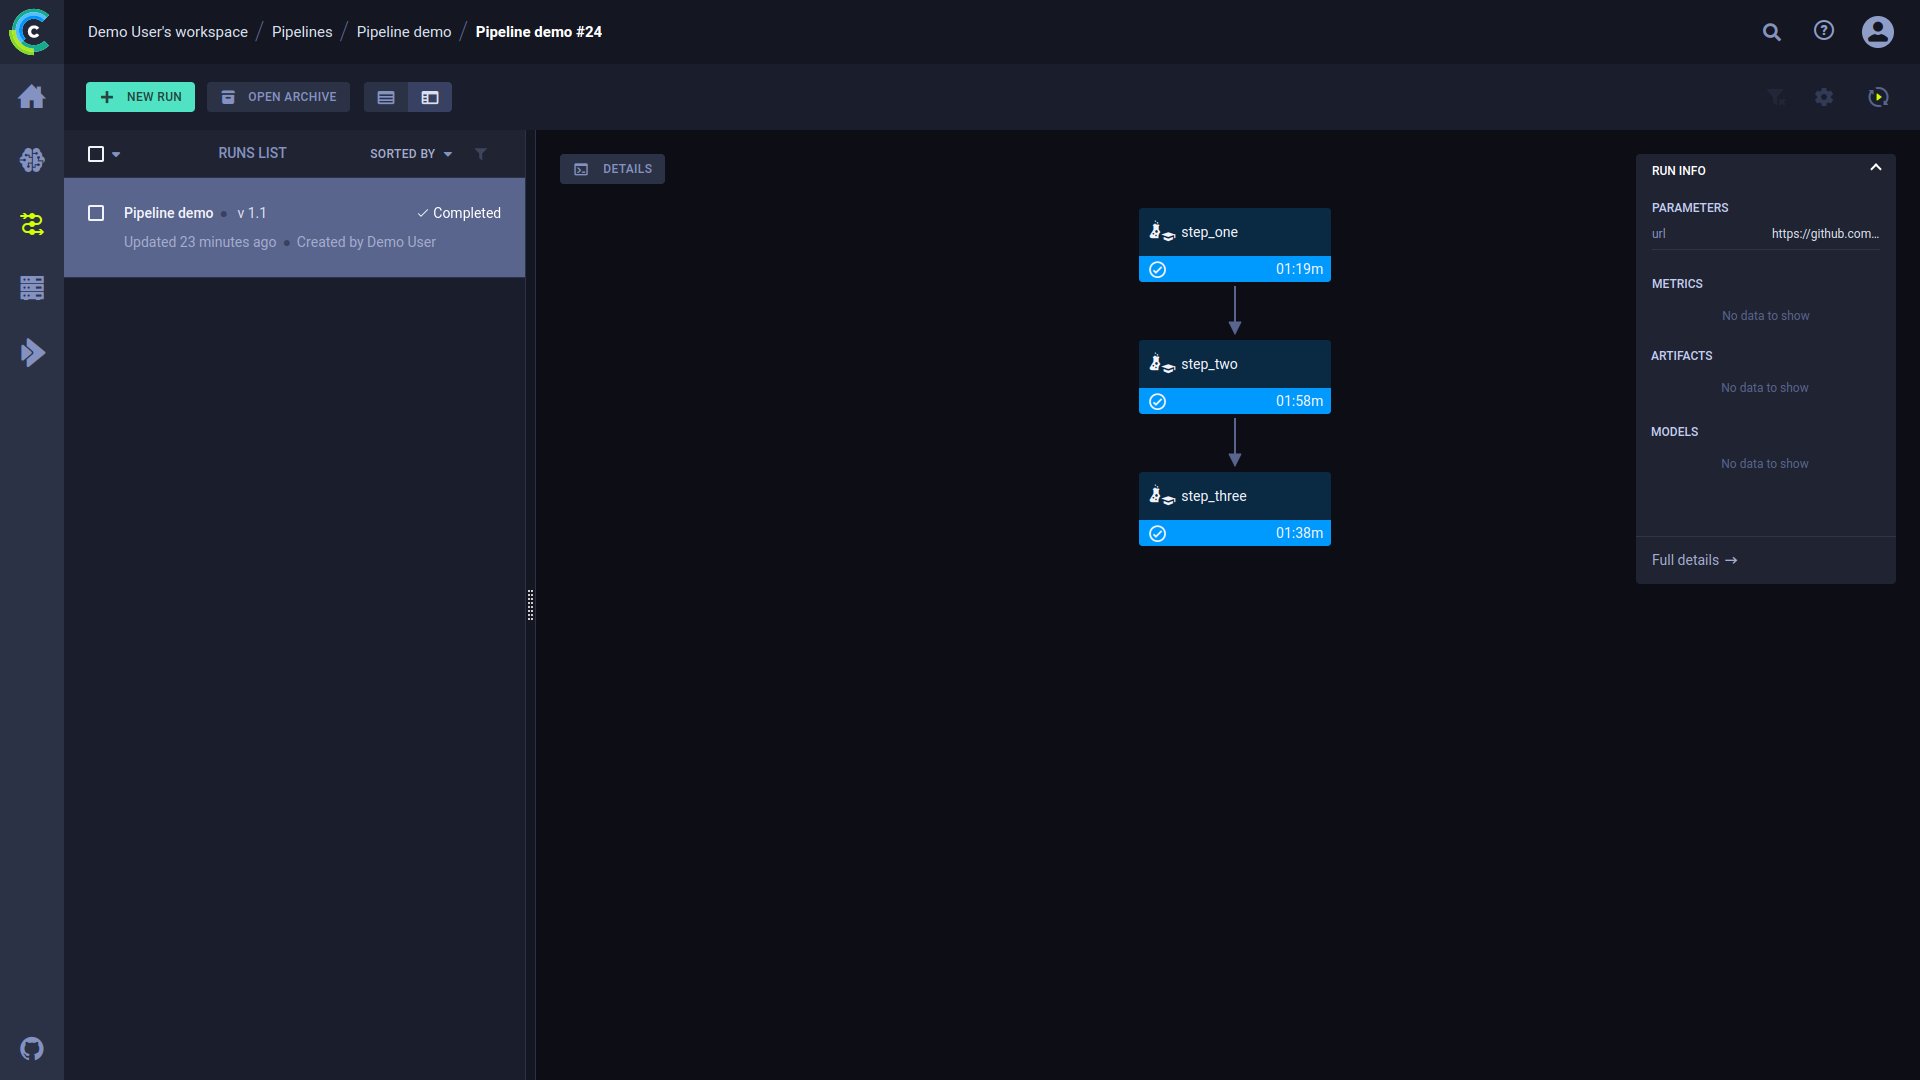 Demo User's workspace / Pipelines / Pipeline demo / Pipeline demo #24
NEW RUN
OPEN ARCHIVE
RUNS LIST
SORTED BY
Pipeline demo • v 1.1
Completed
Updated 23 minutes ago • Created by Demo User
DETAILS
step_one
01:19m
step_two
01:58m
step_three
01:38m
RUN INFO
PARAMETERS
url https://github.com...
METRICS
No data to show
ARTIFACTS
No data to show
MODELS
No data to show
Full details →